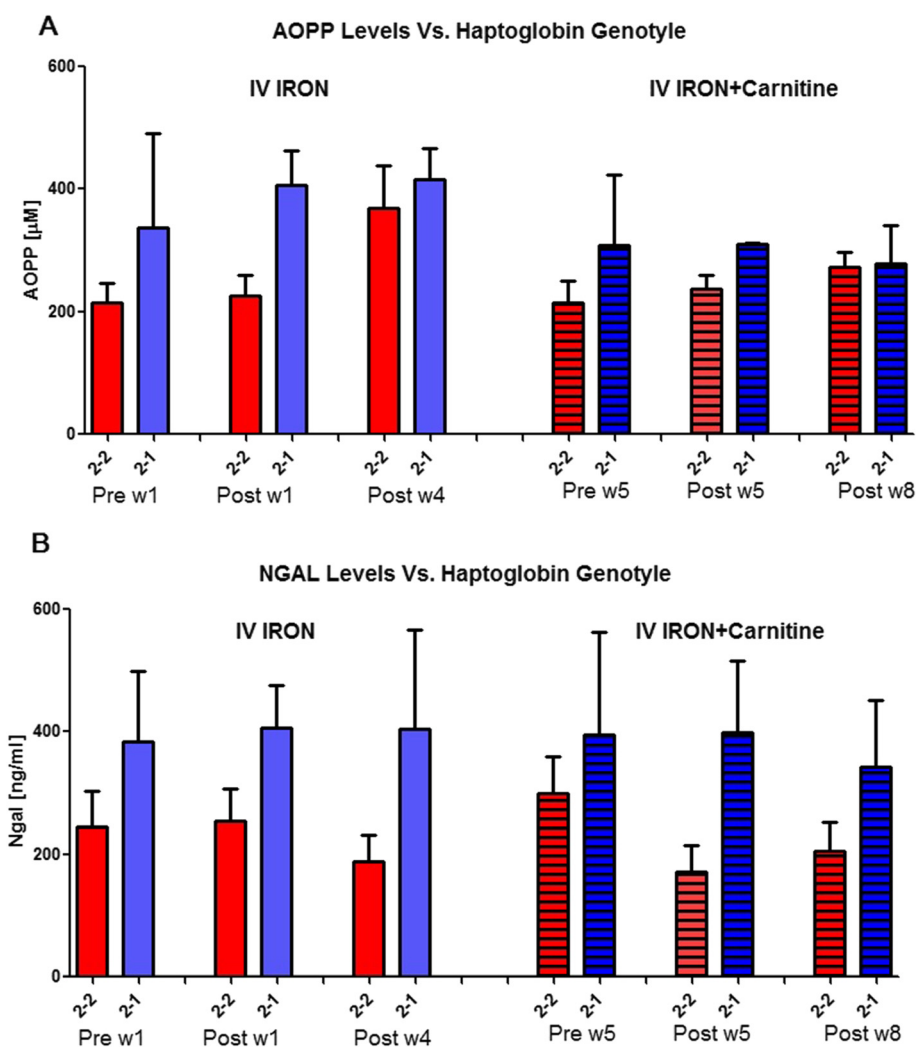 A
AOPP Levels Vs. Haptoglobin Genotyle
IV IRON
IV IRON+Carnitine
AOPP [µM]
600
400
200
0
2-2 2-1 2-2 2-1 2-2 2-1 2-2 2-1 2-2 2-1 2-2 2-1
Pre w1 Post w1 Post w4 Pre w5 Post w5 Post w8
B
NGAL Levels Vs. Haptoglobin Genotyle
IV IRON
IV IRON+Carnitine
Ngal [ng/ml]
600
400
200
0
2-2 2-1 2-2 2-1 2-2 2-1 2-2 2-1 2-2 2-1 2-2 2-1
Pre w1 Post w1 Post w4 Pre w5 Post w5 Post w8